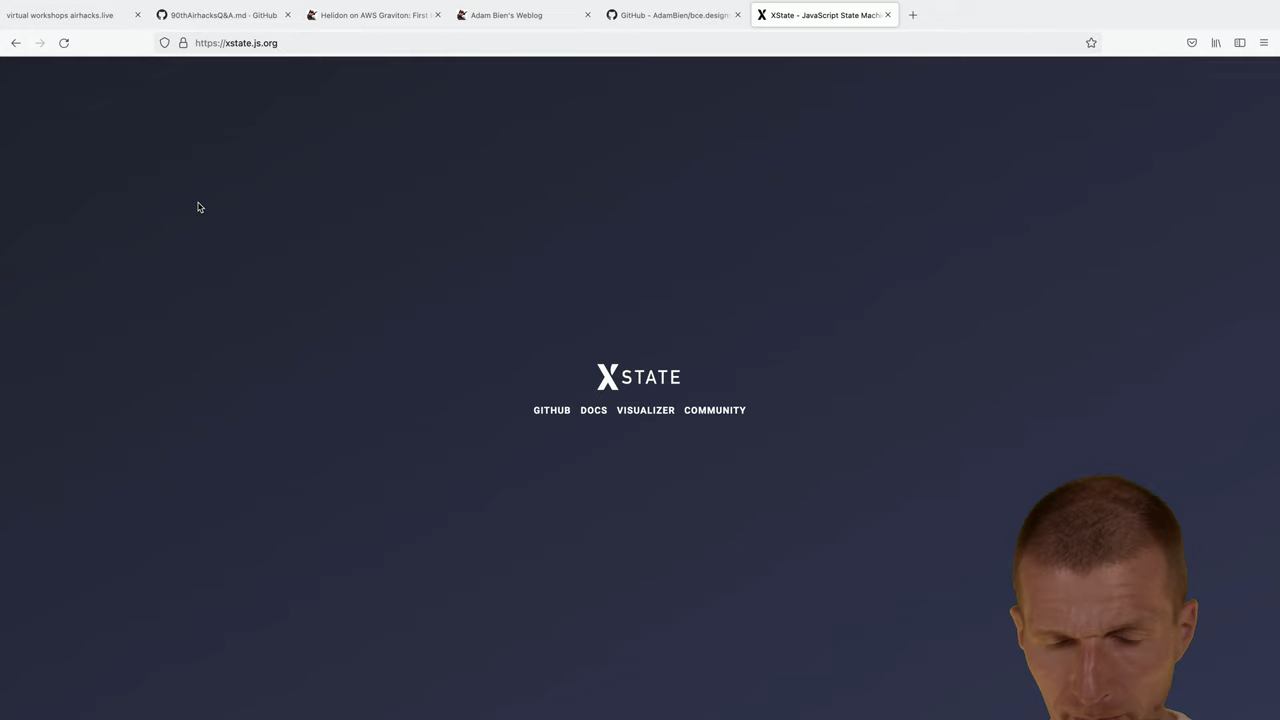 virtual workshops airhacks.live
90thAirhacksQ&A.md · GitHub
Helidon on AWS Graviton: First
Adam Bien's Weblog
GitHub - AdamBien/bce.design
XState - JavaScript State Machi
https://xstate.js.org
XSTATE
GITHUB DOCS VISUALIZER COMMUNITY